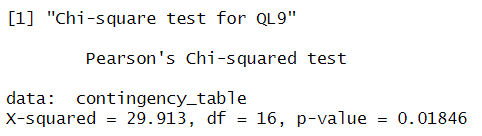 [1] "Chi-square test for QL9"
Pearson's Chi-squared test
data:  contingency_table
X-squared = 29.913, df = 16, p-value = 0.01846